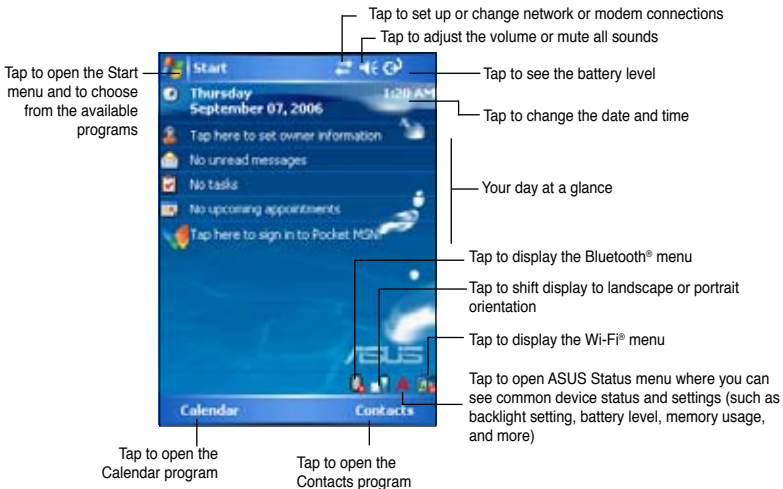 Tap to set up or change network or modem connections
Tap to adjust the volume or mute all sounds
Tap to open the Start
menu and to choose
from the available
programs
Start
Tap to see the battery level
Thursday
September 07, 2006
1:20 AM
Tap to change the date and time
Tap here to set owner information
No unread messages
No tasks
No upcoming appointments
Tap here to sign in to Pocket MSN!
Your day at a glance
Tap to display the Bluetooth® menu
Tap to shift display to landscape or portrait
orientation
Tap to display the Wi-Fi® menu
ASUS
Tap to open ASUS Status menu where you can
see common device status and settings (such as
backlight setting, battery level, memory usage,
and more)
Calendar
Contacts
Tap to open the
Calendar program
Tap to open the
Contacts program